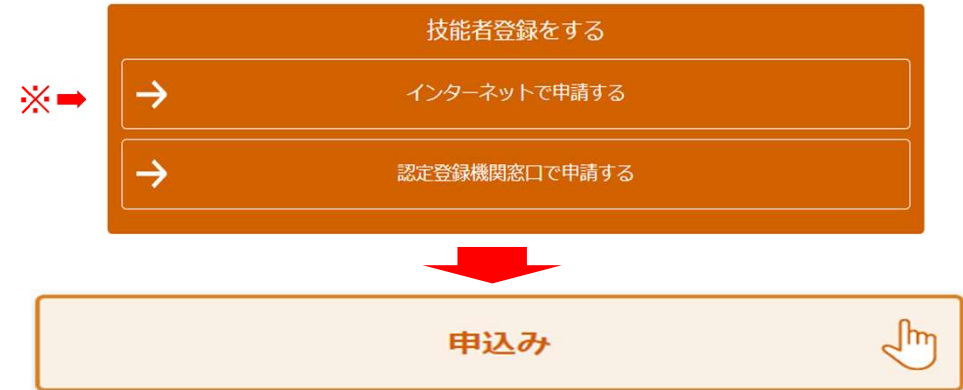 技能者登録をする
※➡ → インターネットで申請する
→ 認定登録機関窓口で申請する
申込み